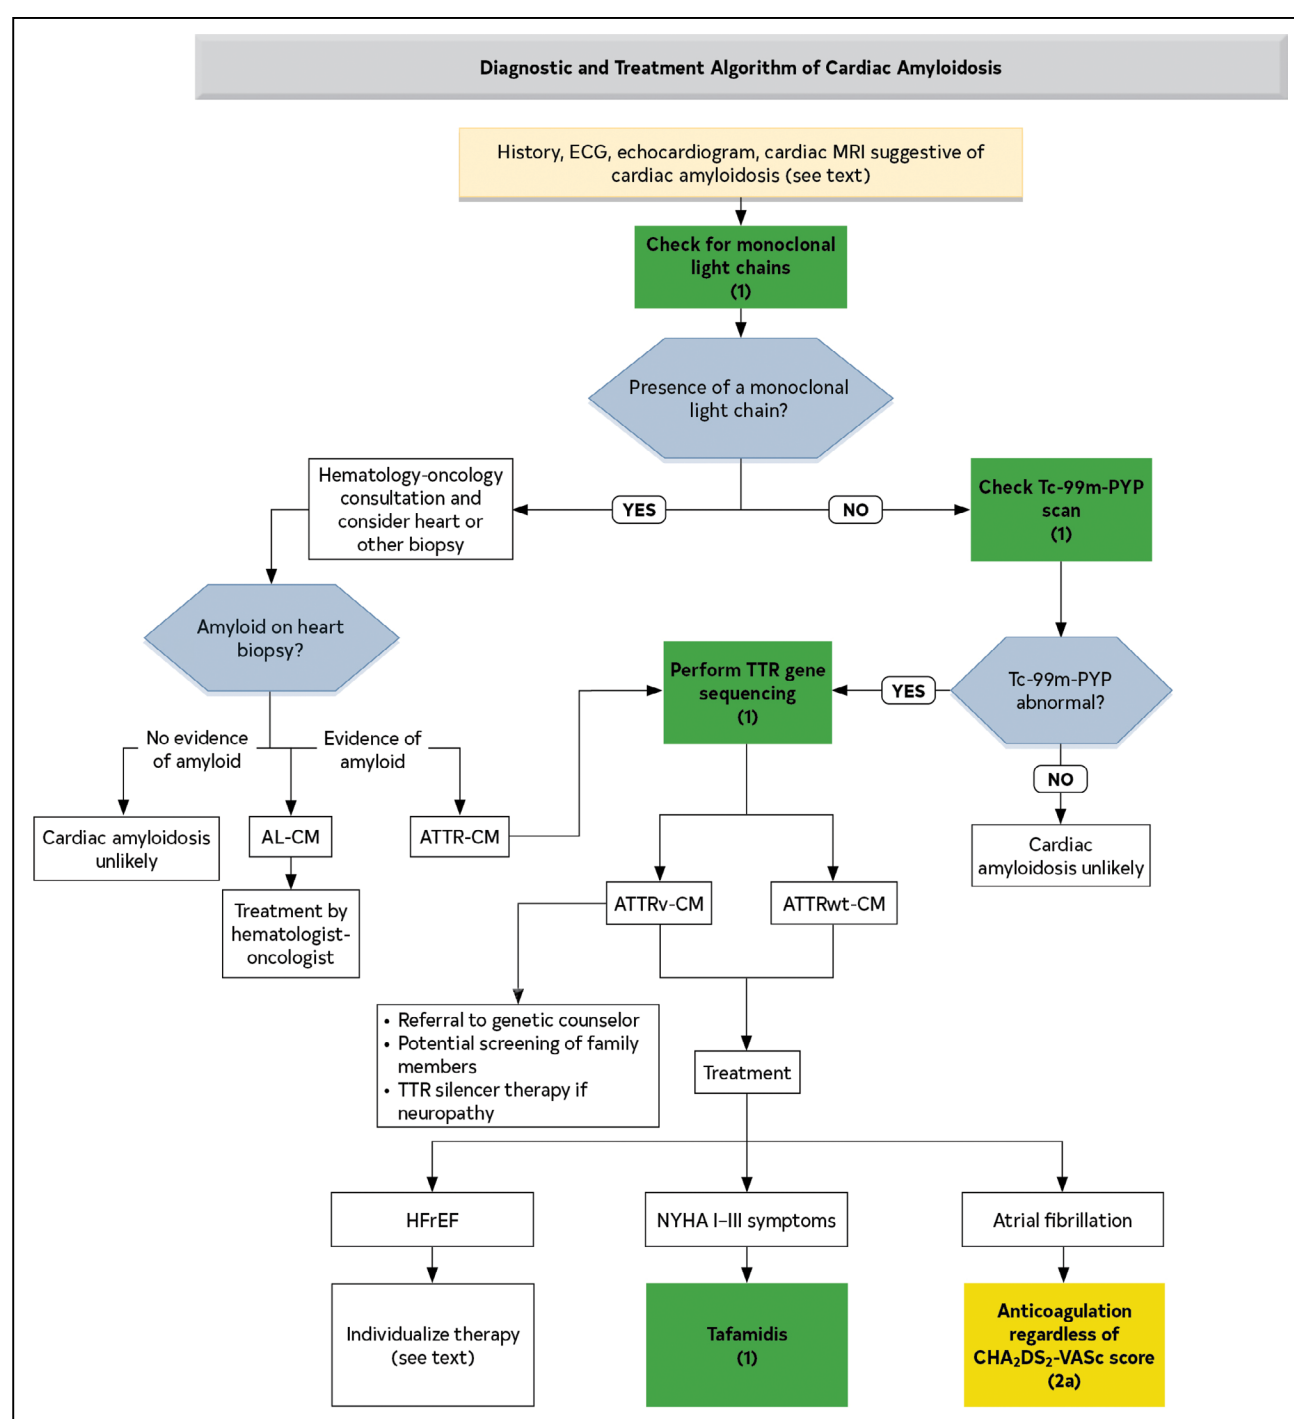 Diagnostic and Treatment Algorithm of Cardiac Amyloidosis
History, ECG, echocardiogram, cardiac MRI suggestive of
cardiac amyloidosis (see text)
Check for monoclonal
light chains
(1)
Presence of a monoclonal
light chain?
YES
NO
Hematology-oncology
consultation and
consider heart or
other biopsy
Check Tc-99m-PYP
scan
(1)
Amyloid on heart
biopsy?
Perform TTR gene
sequencing
(1)
YES
Tc-99m-PYP
abnormal?
No evidence
of amyloid
Evidence of
amyloid
NO
Cardiac amyloidosis
unlikely
AL-CM
ATTR-CM
Cardiac
amyloidosis unlikely
Treatment by
hematologist-
oncologist
ATTRv-CM
ATTRwt-CM
• Referral to genetic counselor
• Potential screening of family
members
• TTR silencer therapy if
neuropathy
Treatment
HFrEF
NYHA I–III symptoms
Atrial fibrillation
Individualize therapy
(see text)
Tafamidis
(1)
Anticoagulation
regardless of
CHA₂DS₂-VASc score
(2a)